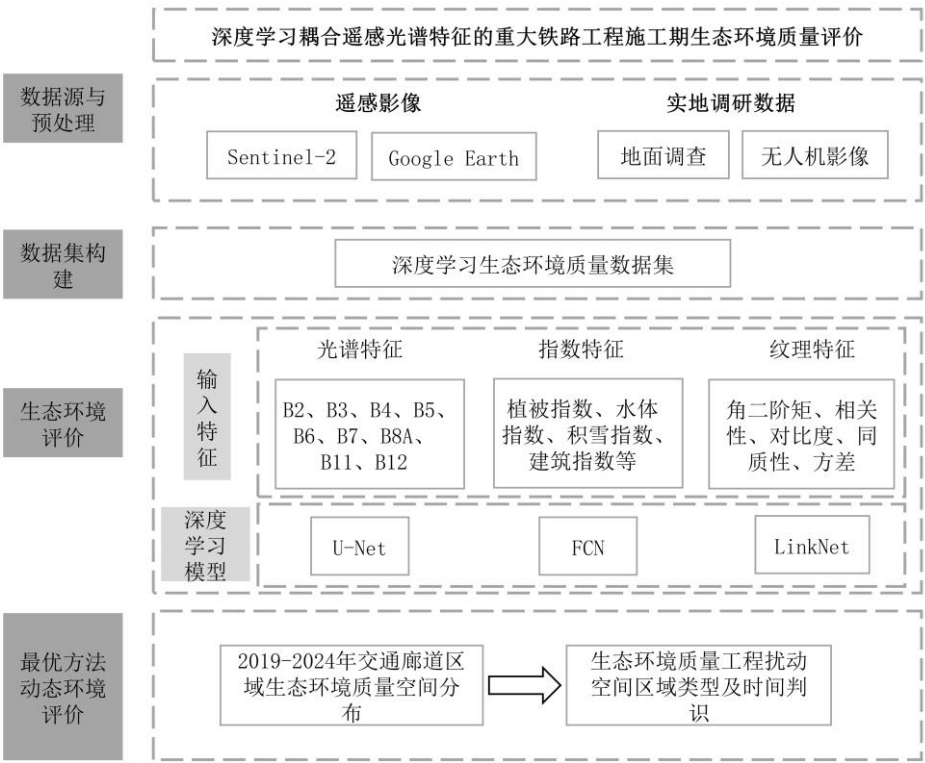 深度学习耦合遥感光谱特征的重大铁路工程施工期生态环境质量评价
数据源与
预处理
遥感影像
实地调研数据
Sentinel-2
Google Earth
地面调查
无人机影像
数据集构
建
深度学习生态环境质量数据集
生态环境
评价
输
入
特
征
光谱特征
指数特征
纹理特征
B2、B3、B4、B5、
B6、B7、B8A、
B11、B12
植被指数、水体
指数、积雪指数、
建筑指数等
角二阶矩、相关
性、对比度、同
质性、方差
深度
学习
模型
U-Net
FCN
LinkNet
最优方法
动态环境
评价
2019-2024年交通廊道区
域生态环境质量空间分
布
生态环境质量工程扰动
空间区域类型及时间判
识